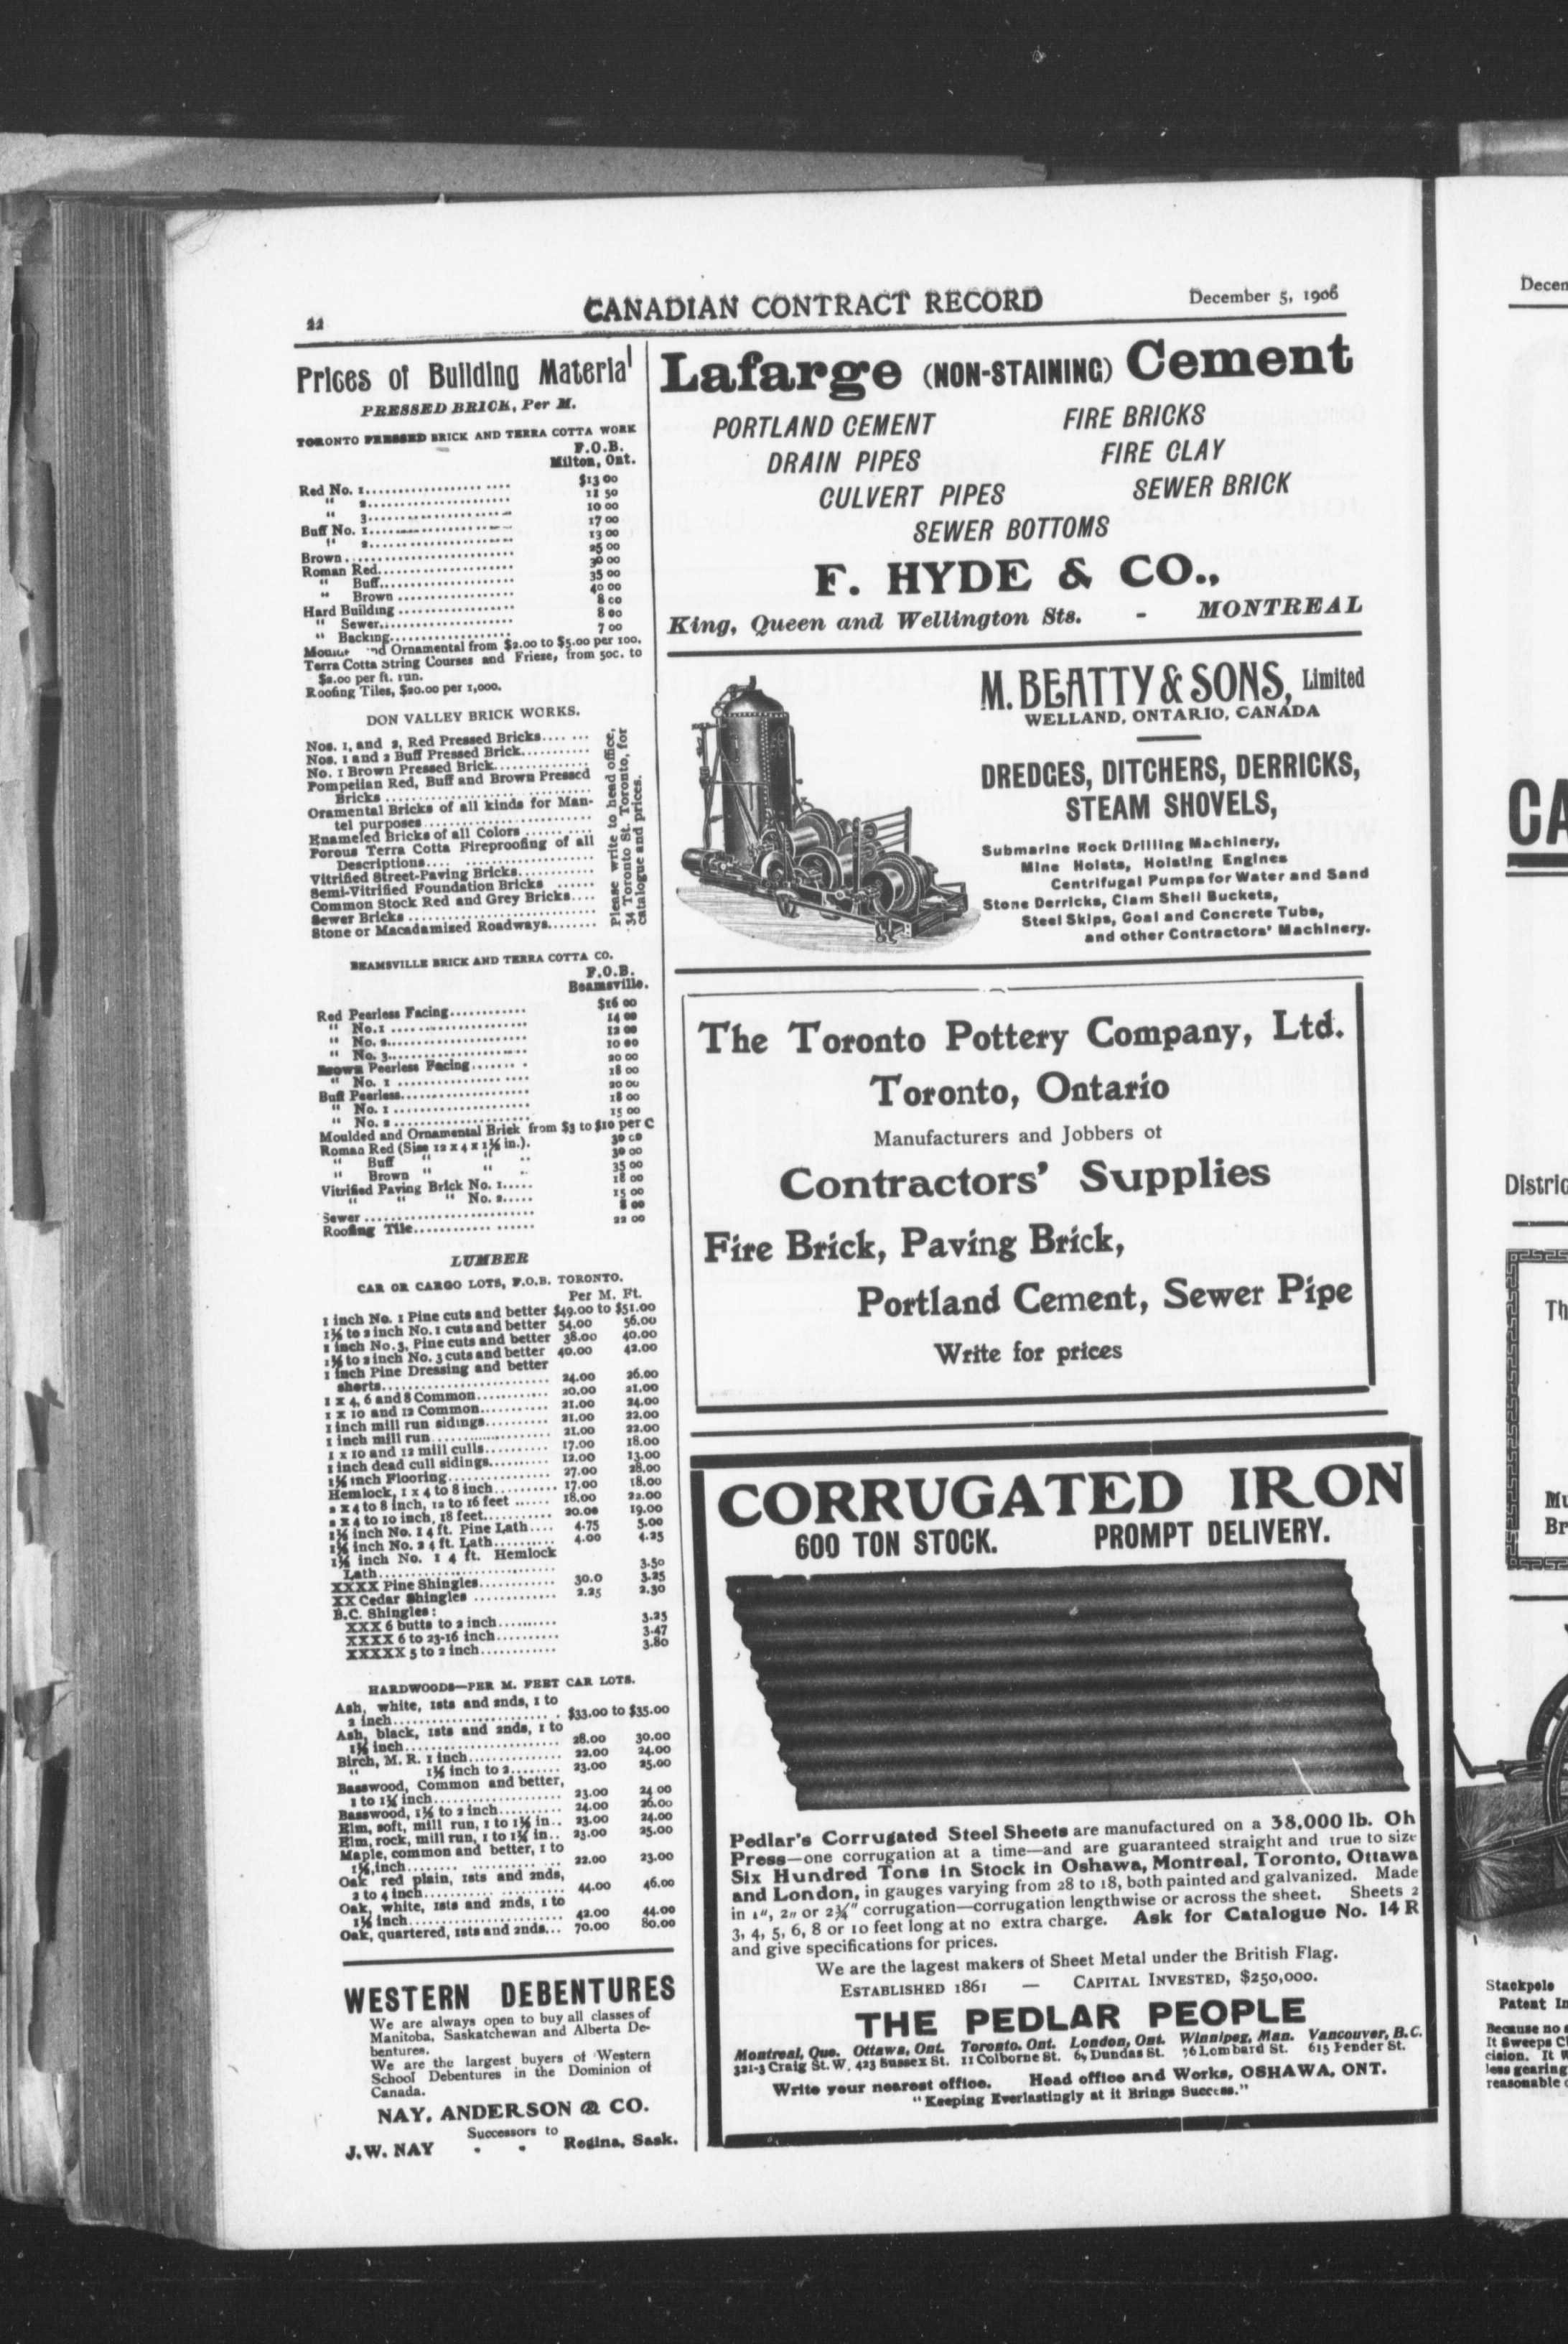 22
CANADIAN CONTRACT RECORD
December 5, 1906
Prices of Building Material
PRESSED BRICK, Per M.
TORONTO PRESSED BRICK AND TERRA COTTA WORK
F.O.B.
Milton, Ont.
Red No. 1.................. .... $13 00
" 2...................... 11 50
" 3...................... 10 00
Buff No. 1...................... 17 00
" 2...................... 13 00
Brown...................... 25 00
Roman Red...................... 30 00
" Buff...................... 35 00
" Brown .................. 40 00
Hard Building .................. 8 00
" Sewer...................... 8 00
" Backing.................... 7 00
nd Ornamental from $2.00 to $5.00 per 100.
Terra Cotta String Courses and Friese, from 50c. to
$2.00 per ft. run.
Roofing Tiles, $20.00 per 1,000.
DON VALLEY BRICK WORKS.
Nos. 1, and 2, Red Pressed Bricks.... ...
Nos. 1 and 2 Buff Pressed Brick...........
No. 1 Brown Pressed Brick...............
Pompelian Red, Buff and Brown Pressed
Bricks ..............................
Oramental Bricks of all kinds for Man-
tel purposes..........................
Enameled Bricks of all Colors ..........
Porous Terra Cotta Fireproofing of all
Descriptions.... ...................
Vitrified Street-Paving Bricks............
Semi-Vitrified Foundation Bricks ......
Common Stock Red and Grey Bricks....
Sewer Bricks ............................
Stone or Macadamized Roadways........
Please write to head office,
34 Toronto St. Toronto, for
catalogue and prices.
BEAMSVILLE BRICK AND TERRA COTTA CO.
F.O.B.
Beamsville.
Red Peerless Facing............ $16 00
" No.1 ...................... 14 00
" No. 2...................... 12 00
" No. 3...................... 10 00
Brown Peerless Facing....... . 20 00
" No. 1 .................... 18 00
Buff Peerless.................... 20 00
" No. 1 ...................... 18 00
" No. 2 ...................... 15 00
Moulded and Ornamental Brick from $3 to $10 per C
Roman Red (Size 12 x 4 x 1½ in.). 30 00
" Buff " " .. 30 00
" Brown " " .. 35 00
Vitrified Paving Brick No. 1..... 18 00
" " " No. 2..... 15 00
Sewer .......................... 8 00
Roofing Tile............ ...... 22 00
LUMBER
CAR OR CARGO LOTS, F.O.B. TORONTO.
Per M. Ft.
1 inch No. 1 Pine cuts and better $49.00 to $51.00
1½ to 2 inch No. 1 cuts and better 54.00 56.00
1 inch No. 3, Pine cuts and better 38.00 40.00
1½ to 2 inch No. 3 cuts and better 40.00 42.00
1 inch Pine Dressing and better
shorts.......................... 24.00 26.00
1 x 4, 6 and 8 Common........... 20.00 21.00
1 x 10 and 12 Common........... 21.00 24.00
1 inch mill run sidings.......... 21.00 22.00
1 inch mill run.................. 21.00 22.00
1 x 10 and 12 mill culls.......... 17.00 18.00
1 inch dead cull sidings.......... 12.00 13.00
1½ inch Flooring................ 27.00 28.00
Hemlock, 1 x 4 to 8 inch.......... 17.00 18.00
2 x 4 to 8 inch, 12 to 16 feet ...... 18.00 22.00
2 x 4 to 10 inch, 18 feet........... 20.00 19.00
1½ inch No. 1 4 ft. Pine Lath.... 4.75 5.00
1½ inch No. 2 4 ft. Lath.......... 4.00 4.25
1½ inch No. 1 4 ft. Hemlock
Lath........................... 3.50
XXXX Pine Shingles............ 30.0 3.25
XX Cedar Shingles ............. 2.25 2.30
B.C. Shingles:
XXX 6 butts to 2 inch.......... 3.25
XXXX 6 to 23-16 inch.......... 3.47
XXXXX 5 to 2 inch............ 3.80
HARDWOODS—PER M. FEET CAR LOTS.
Ash, white, 1sts and 2nds, 1 to
2 inch.......................... $33.00 to $35.00
Ash, black, 1sts and 2nds, 1 to
1½ inch........................ 28.00 30.00
Birch, M. R. 1 inch.............. 22.00 24.00
" 1½ inch to 2........ 23.00 25.00
Basswood, Common and better,
1 to 1½ inch.................... 23.00 24 00
Basswood, 1½ to 2 inch.......... 24.00 26.00
Elm, soft, mill run, 1 to 1½ in.. 23.00 24.00
Elm, rock, mill run, 1 to 1½ in.. 23.00 25.00
Maple, common and better, 1 to
1½,inch........ .............. 22.00 23.00
Oak red plain, 1sts and 2nds,
2 to 4 inch...................... 44.00 46.00
Oak, white, 1sts and 2nds, 1 to
1½ inch........................ 42.00 44.00
Oak, quartered, 1sts and 2nds... 70.00 80.00
WESTERN DEBENTURES
We are always open to buy all classes of
Manitoba, Saskatchewan and Alberta De-
bentures.
We are the largest buyers of Western
School Debentures in the Dominion of
Canada.
NAY, ANDERSON & CO.
Successors to
J.W. NAY - - Regina, Sask.
Lafarge (NON-STAINING) Cement
PORTLAND CEMENT FIRE BRICKS
DRAIN PIPES FIRE CLAY
CULVERT PIPES SEWER BRICK
SEWER BOTTOMS
F. HYDE & CO.,
King, Queen and Wellington Sts. - MONTREAL
M. BEATTY & SONS, Limited
WELLAND, ONTARIO, CANADA
DREDGES, DITCHERS, DERRICKS,
STEAM SHOVELS,
Submarine Rock Drilling Machinery,
Mine Hoists, Hoisting Engines
Centrifugal Pumps for Water and Sand
Stone Derricks, Clam Shell Buckets,
Steel Skips, Coal and Concrete Tubs,
and other Contractors' Machinery.
The Toronto Pottery Company, Ltd.
Toronto, Ontario
Manufacturers and Jobbers of
Contractors' Supplies
Fire Brick, Paving Brick,
Portland Cement, Sewer Pipe
Write for prices
CORRUGATED IRON
600 TON STOCK. PROMPT DELIVERY.
Pedlar's Corrugated Steel Sheets are manufactured on a 38,000 lb. Oh
Press—one corrugation at a time—and are guaranteed straight and true to size
Six Hundred Tons in Stock in Oshawa, Montreal, Toronto, Ottawa
and London, in gauges varying from 28 to 18, both painted and galvanized. Made
in 1", 2" or 2¾" corrugation—corrugation lengthwise or across the sheet. Sheets 2
3, 4, 5, 6, 8 or 10 feet long at no extra charge. Ask for Catalogue No. 14 R
and give specifications for prices.
We are the lagest makers of Sheet Metal under the British Flag.
ESTABLISHED 1861 — CAPITAL INVESTED, $250,000.
THE PEDLAR PEOPLE
Montreal, Que. Ottawa, Ont. Toronto. Ont. London, Ont. Winnipeg, Man. Vancouver, B.C.
321-3 Craig St. W. 423 Sussex St. 11 Colborne St. 69 Dundas St. 76 Lombard St. 615 Pender St.
Write your nearest office. Head office and Works, OSHAWA, ONT.
"Keeping Everlastingly at it Brings Success."
Decem
CA
Distric
Th
Mu
Br
Stackpole
Patent In
Because no s
It Sweeps Cl
cision. It W
less gearing
reasonable c